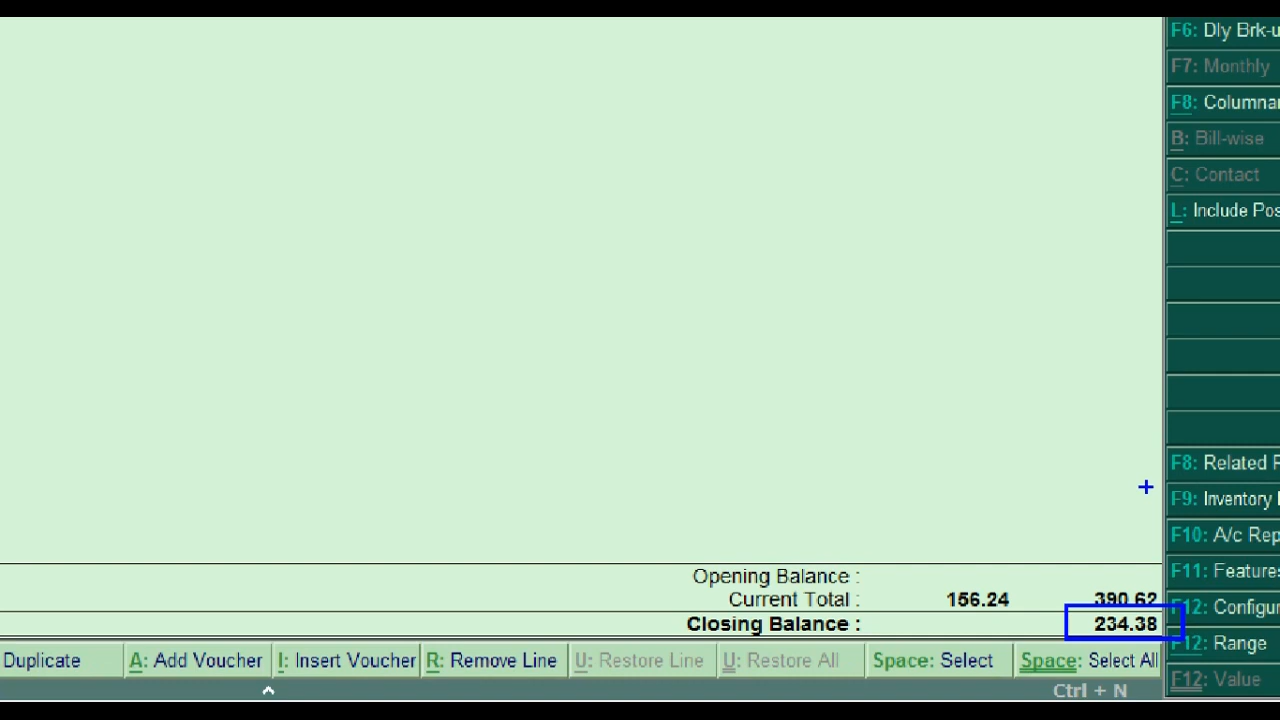 F6: Dly Brk-u
F7: Monthly
F8: Columnar
B: Bill-wise
C: Contact
L: Include Pos
F8: Related
F9: Inventory
F10: A/c Rep
F11: Features
F12: Configur
F12: Range
F12: Value
Opening Balance :
Current Total : 156.24 390.62
Closing Balance : 234.38
Duplicate A: Add Voucher I: Insert Voucher R: Remove Line U: Restore Line U: Restore All Space: Select Space: Select All
Ctrl + N